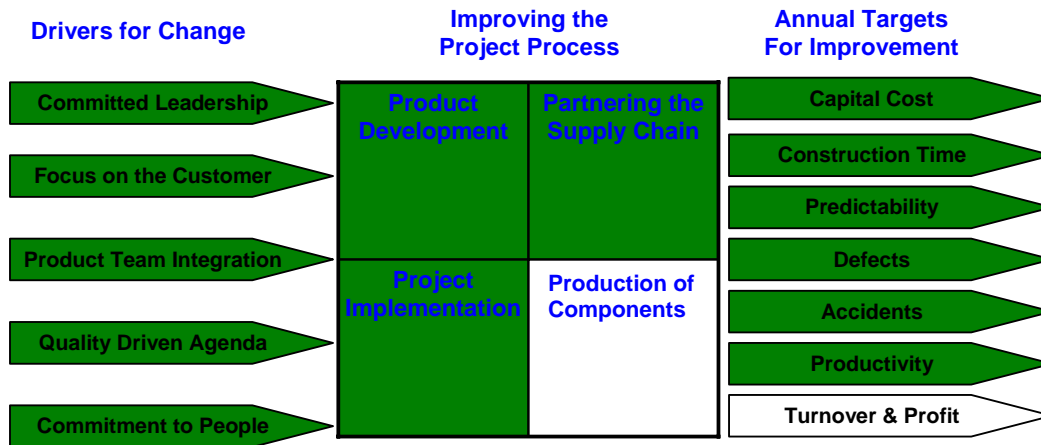 Drivers for Change
Improving the
Project Process
Annual Targets
For Improvement
Committed Leadership
Focus on the Customer
Product Team Integration
Quality Driven Agenda
Commitment to People
Product
Development
Partnering the
Supply Chain
Project
Implementation
Production of
Components
Capital Cost
Construction Time
Predictability
Defects
Accidents
Productivity
Turnover & Profit